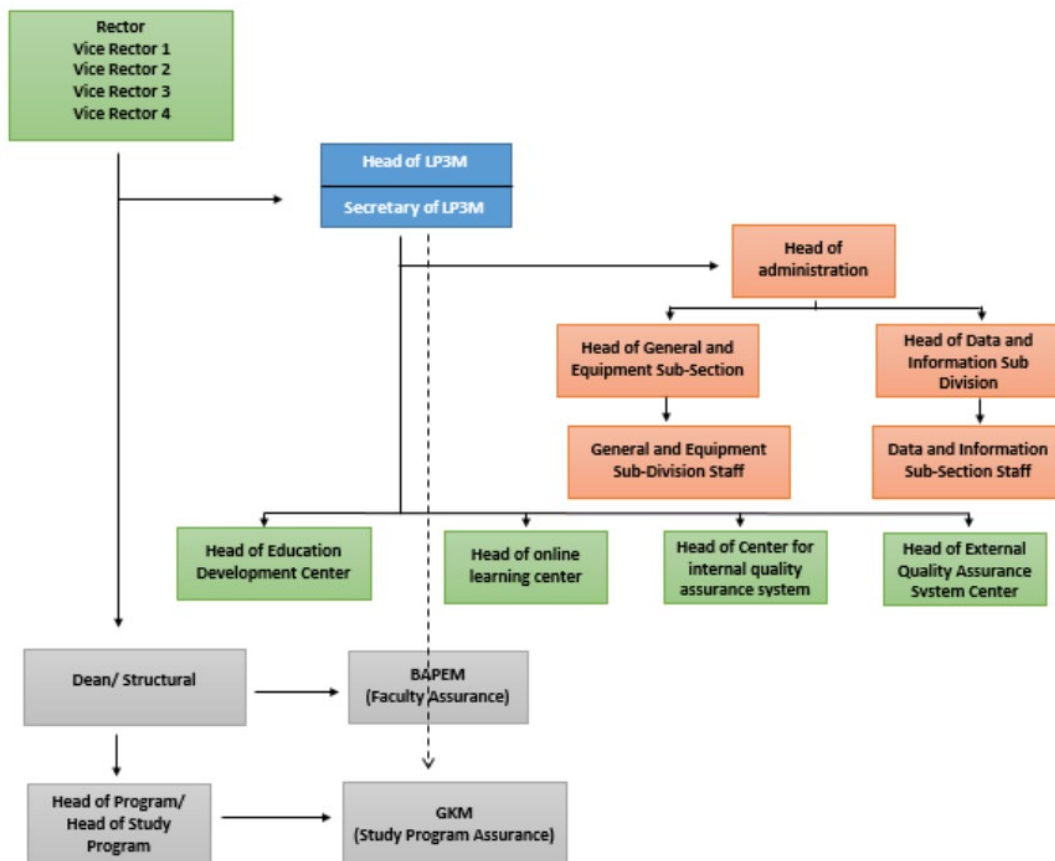 Rector
Vice Rector 1
Vice Rector 2
Vice Rector 3
Vice Rector 4
Head of LP3M
Secretary of LP3M
Head of
administration
Head of General and
Equipment Sub-Section
Head of Data and
Information Sub
Division
General and Equipment
Sub-Division Staff
Data and Information
Sub-Section Staff
Head of Education
Development Center
Head of online
learning center
Head of Center for
internal quality
assurance system
Head of External
Quality Assurance
System Center
Dean/ Structural
BAPEM
(Faculty Assurance)
Head of Program/
Head of Study
Program
GKM
(Study Program Assurance)